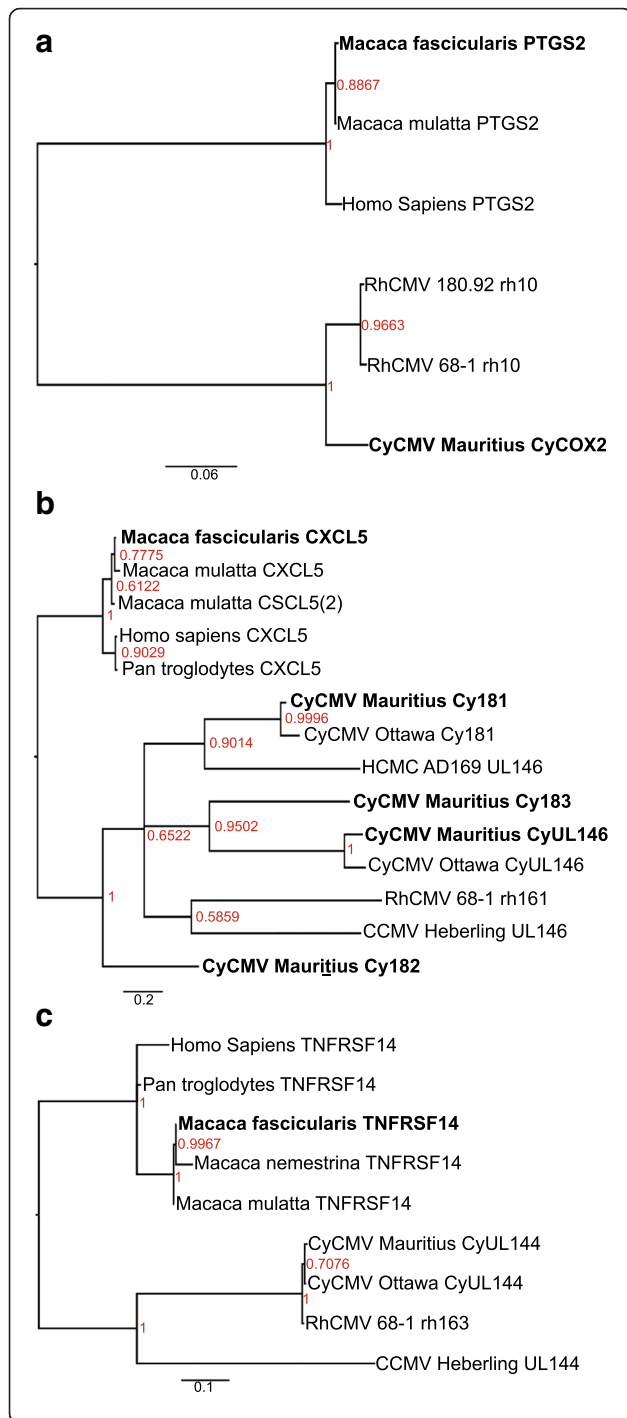 a
Macaca fascicularis PTGS2
0.8867
Macaca mulatta PTGS2
1
Homo Sapiens PTGS2
RhCMV 180.92 rh10
0.9663
RhCMV 68-1 rh10
1
CyCMV Mauritius CyCOX2
0.06
b
Macaca fascicularis CXCL5
0.7775
Macaca mulatta CXCL5
0.6122
Macaca mulatta CSCL5(2)
1
Homo sapiens CXCL5
0.9029
Pan troglodytes CXCL5
CyCMV Mauritius Cy181
0.9996
CyCMV Ottawa Cy181
0.9014
HCMC AD169 UL146
CyCMV Mauritius Cy183
0.9502
0.6522
CyCMV Mauritius CyUL146
1
CyCMV Ottawa CyUL146
RhCMV 68-1 rh161
1
0.5859
CCMV Heberling UL146
CyCMV Mauritius Cy182
0.2
c
Homo Sapiens TNFRSF14
Pan troglodytes TNFRSF14
1
Macaca fascicularis TNFRSF14
0.9967
Macaca nemestrina TNFRSF14
1
Macaca mulatta TNFRSF14
CyCMV Mauritius CyUL144
0.7076
CyCMV Ottawa CyUL144
1
RhCMV 68-1 rh163
1
CCMV Heberling UL144
0.1